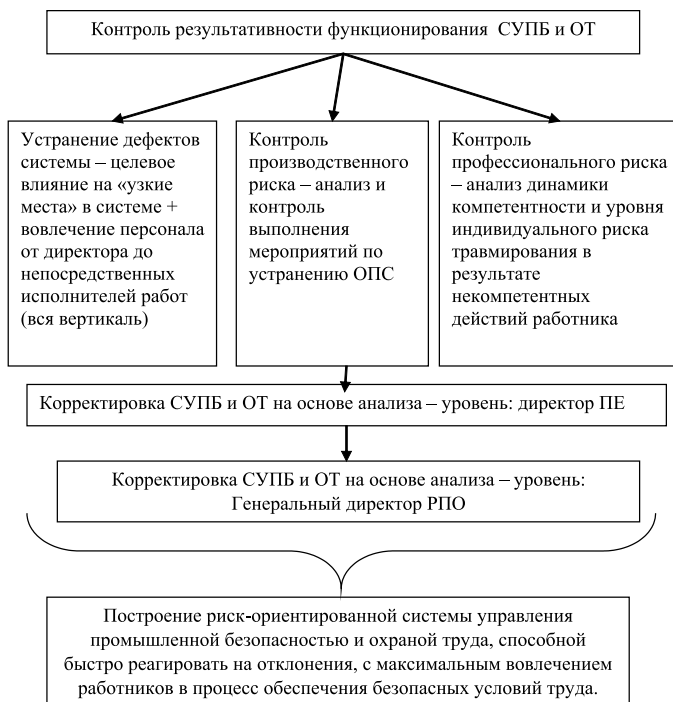 Контроль результативности функционирования СУПБ и ОТ
Устранение дефектов
системы – целевое
влияние на «узкие
места» в системе +
вовлечение персонала
от директора до
непосредственных
исполнителей работ
(вся вертикаль)
Контроль
производственного
риска – анализ и
контроль
выполнения
мероприятий по
устранению ОПС
Контроль
профессионального риска
– анализ динамики
компетентности и уровня
индивидуального риска
травмирования в
результате
некомпетентных
действий работника
Корректировка СУПБ и ОТ на основе анализа – уровень: директор ПЕ
Корректировка СУПБ и ОТ на основе анализа – уровень:
Генеральный директор РПО
Построение риск-ориентированной системы управления
промышленной безопасностью и охраной труда, способной
быстро реагировать на отклонения, с максимальным вовлечением
работников в процесс обеспечения безопасных условий труда.